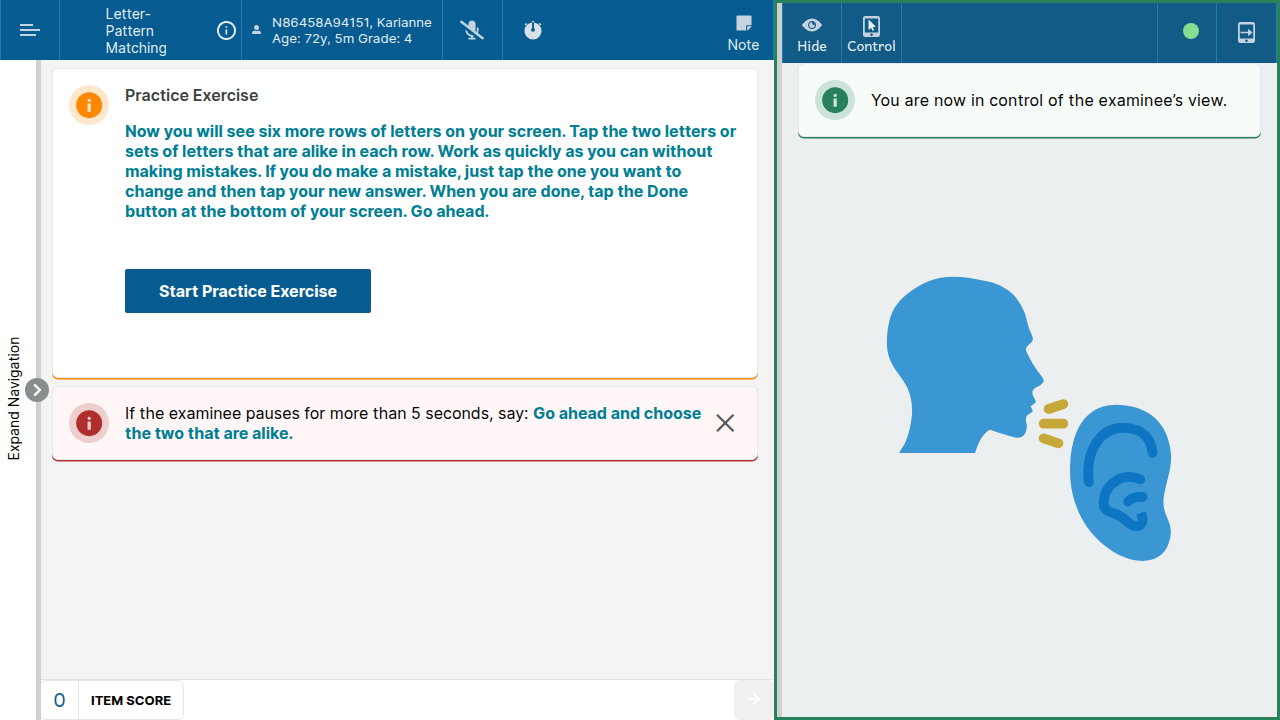 Letter-
Pattern
Matching
N86458A94151, Karianne
Age: 72y, 5m Grade: 4
Note
Hide
Control
Practice Exercise
Now you will see six more rows of letters on your screen. Tap the two letters or
sets of letters that are alike in each row. Work as quickly as you can without
making mistakes. If you do make a mistake, just tap the one you want to
change and then tap your new answer. When you are done, tap the Done
button at the bottom of your screen. Go ahead.
Start Practice Exercise
If the examinee pauses for more than 5 seconds, say: Go ahead and choose
the two that are alike.
You are now in control of the examinee's view.
Expand Navigation
0
ITEM SCORE